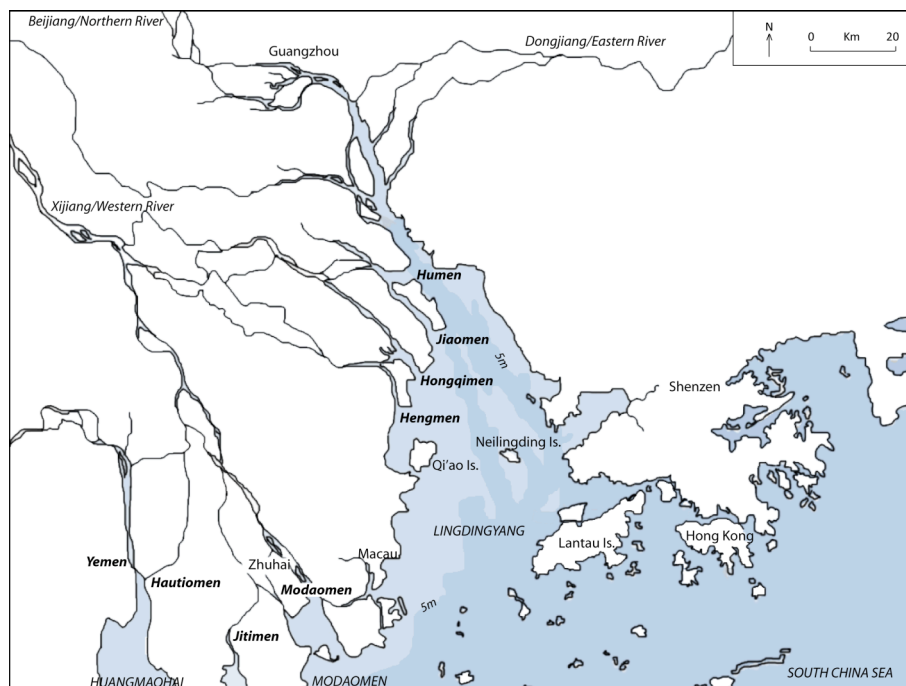 Beijiang/Northern River
Guangzhou
Dongjiang/Eastern River
N
0 Km 20
Xijiang/Western River
Humen
Jiaomen
5m
Hongqimen
Shenzen
Hengmen
Neilingding Is.
Qi'ao Is.
LINGDINGYANG
Lantau Is.
Hong Kong
Macau
Yemen
Zhuhai
Hautiomen
Modaomen
5m
Jitimen
HUANGMAOHAI
MODAOMEN
SOUTH CHINA SEA